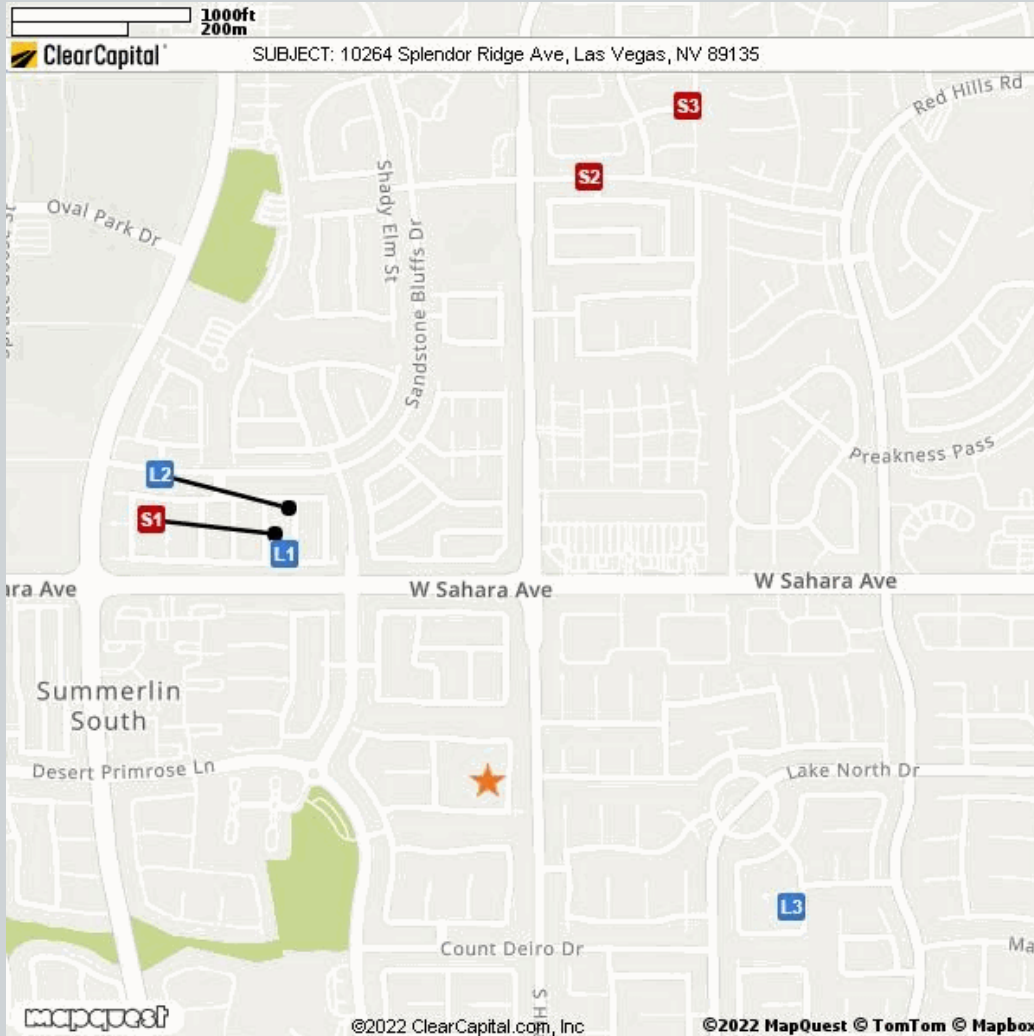 1000ft
200m
ClearCapital
SUBJECT: 10264 Splendor Ridge Ave, Las Vegas, NV 89135
Red Hills Rd
S3
S2
Shady Elm St
Oval Park Dr
Sandstone Bluffs Dr
Preakness Pass
L2
S1
L1
ara Ave
W Sahara Ave
W Sahara Ave
Summerlin
South
Desert Primrose Ln
Lake North Dr
L3
Count Deiro Dr
Ma
S H
mapquest
©2022 ClearCapital.com, Inc
©2022 MapQuest © TomTom © Mapbo